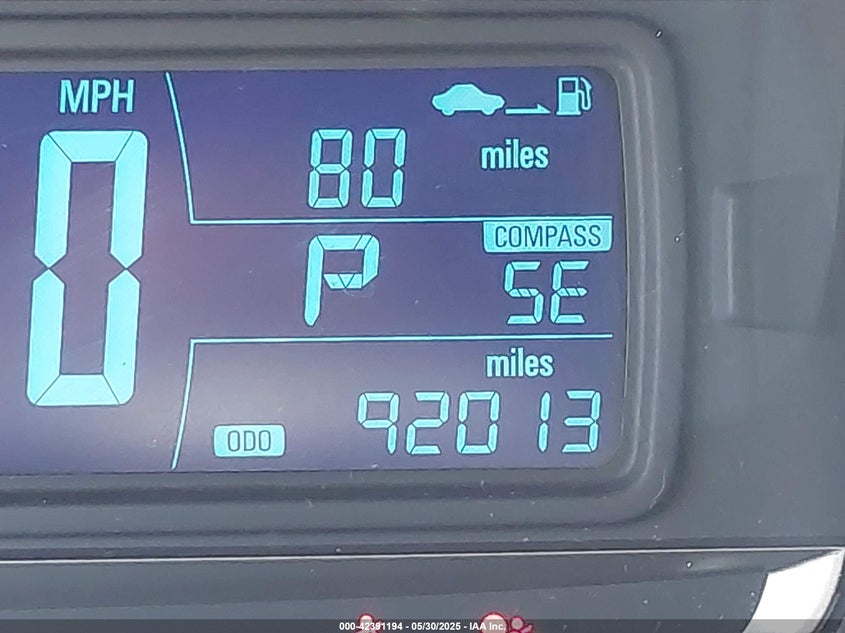 MPH
0
80 miles
COMPASS
P SE
miles
ODO 92013
000-42391194 - 05/30/2025 - IAA Inc.